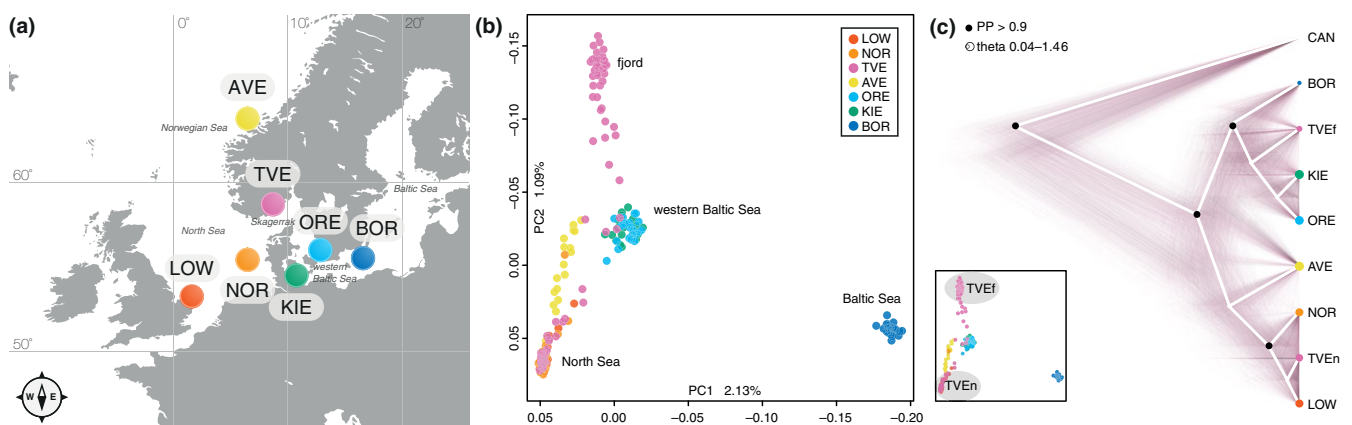 (a)
0°
10°
20°
AVE
Norwegian Sea
60°
TVE
Baltic Sea
Skagerrak
ORE
BOR
North Sea
LOW
western
Baltic Sea
NOR
KIE
50°
W E
(b)
−0.15
−0.10
−0.05
0.00
0.05
PC2 1.09%
fjord
western Baltic Sea
Baltic Sea
North Sea
LOW
NOR
TVE
AVE
ORE
KIE
BOR
PC1 2.13%
0.05
0.00
−0.05
−0.10
−0.15
−0.20
(c)
PP > 0.9
theta 0.04–1.46
CAN
BOR
TVEf
KIE
ORE
AVE
NOR
TVEn
LOW
TVEf
TVEn